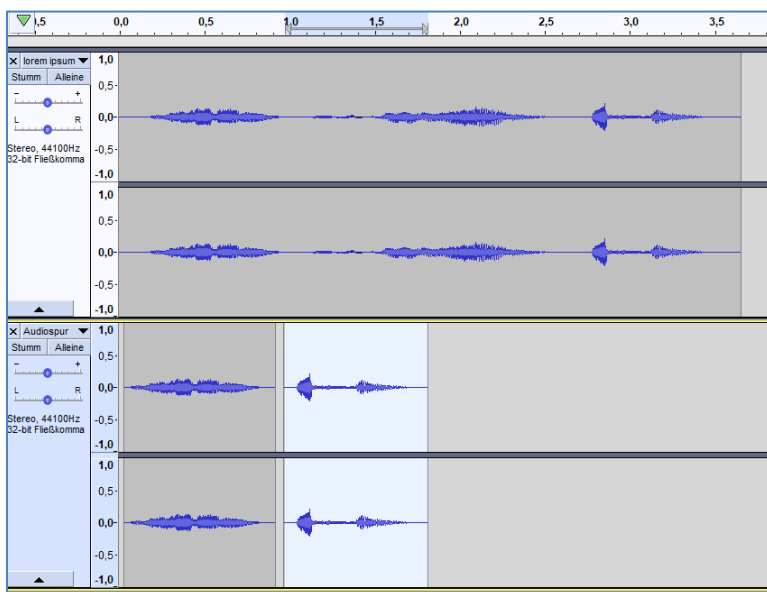 ,5 0,0 0,5 1,0 1,5 2,0 2,5 3,0 3,5
× lorem ipsum 1,0
Stumm Alleine
0,5
- +
L R
0,0
Stereo, 44100Hz
32-bit Fließkomma
-0,5
-1,0
1,0
0,5
0,0
-0,5
-1,0
× Audiospur 1,0
Stumm Alleine
0,5
- +
L R
0,0
Stereo, 44100Hz
32-bit Fließkomma
-0,5
-1,0
1,0
0,5
0,0
-0,5
-1,0